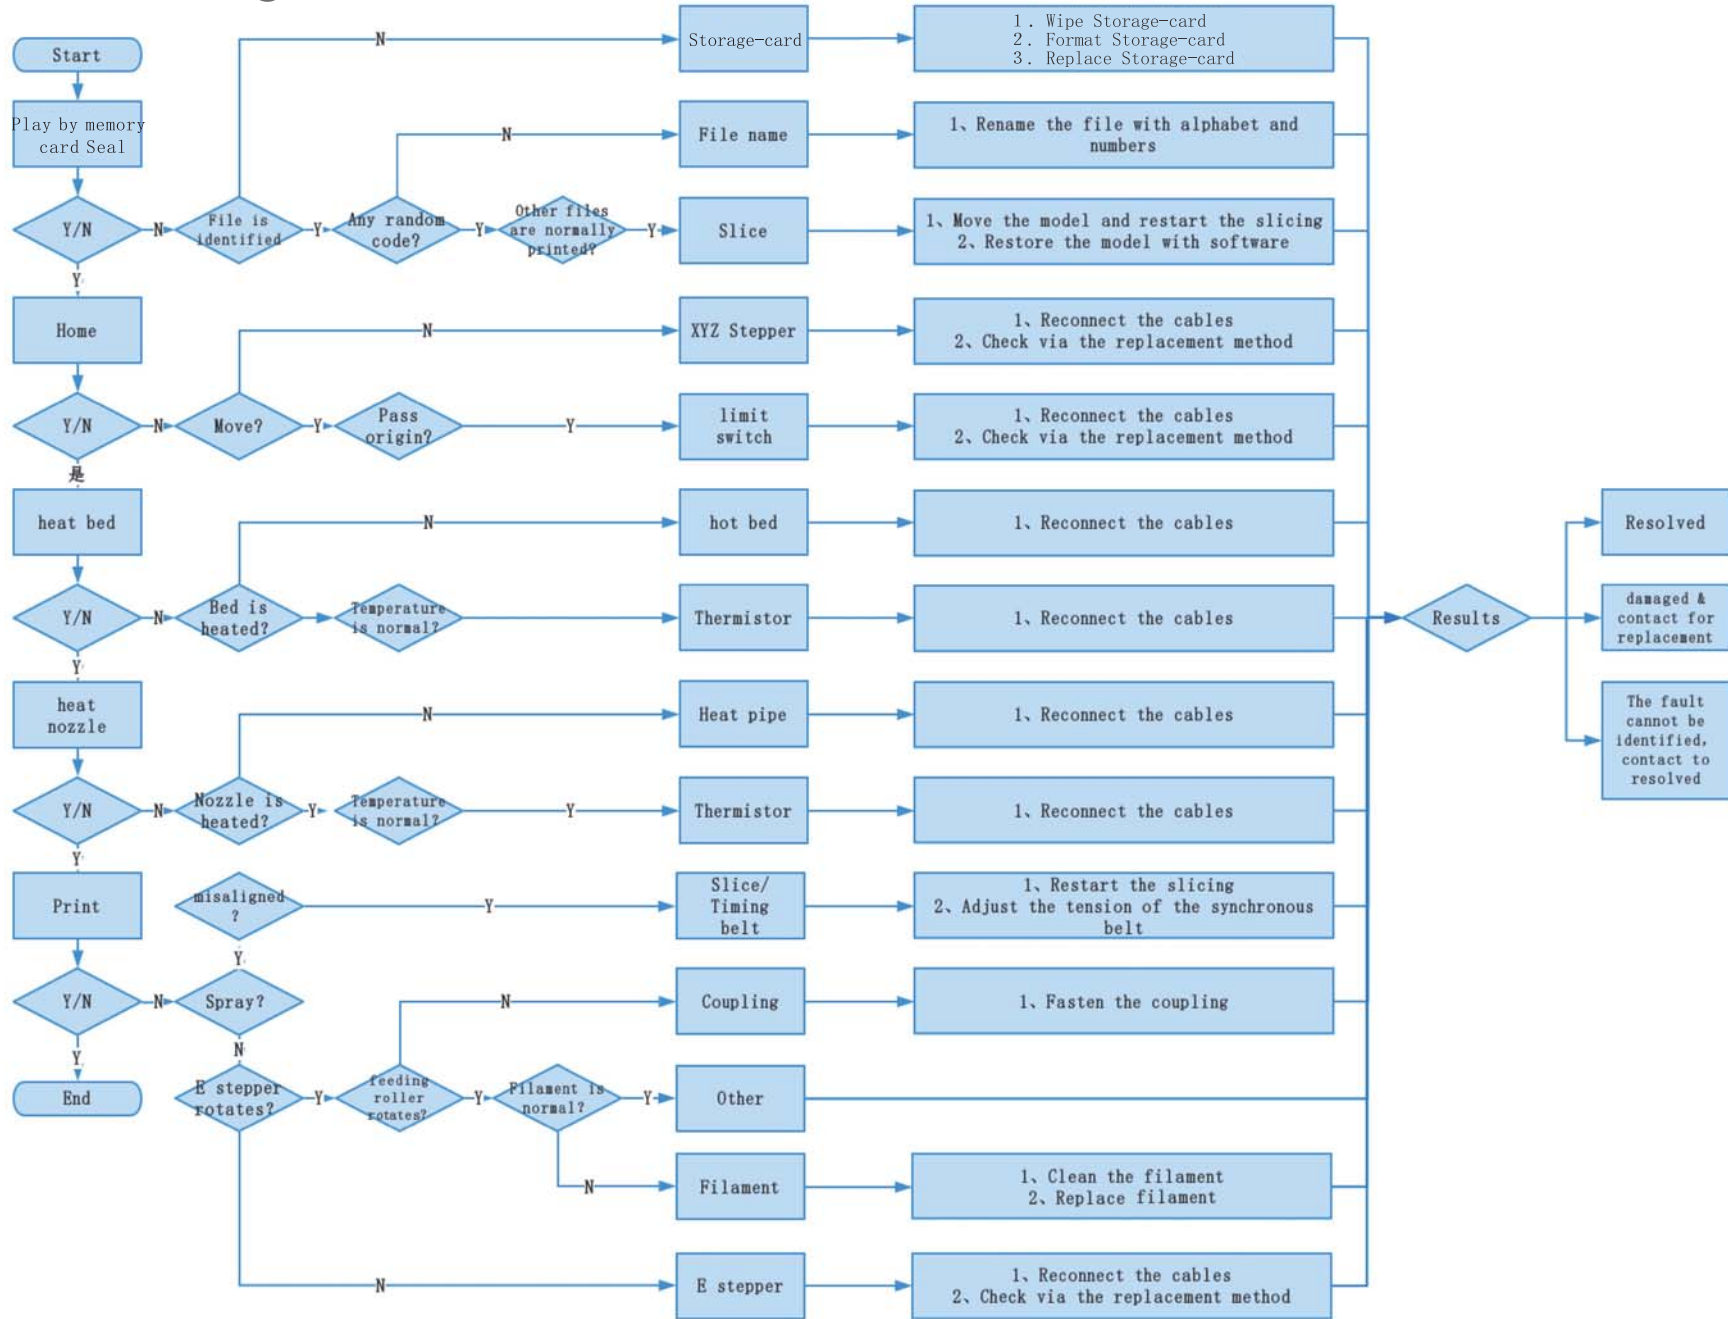 Start
N
Storage-card
1. Wipe Storage-card
2. Format Storage-card
3. Replace Storage-card
Play by memory
card Seal
N
File name
1、Rename the file with alphabet and
numbers
Y/N
N
File is
identified
Y
Any random
code?
Y
Other files
are normally
printed?
Y
Slice
1、Move the model and restart the slicing
2、Restore the model with software
Y
Home
N
XYZ Stepper
1、Reconnect the cables
2、Check via the replacement method
Y/N
N
Move?
Y
Pass
origin?
Y
limit
switch
1、Reconnect the cables
2、Check via the replacement method
是
heat bed
N
hot bed
1、Reconnect the cables
Resolved
Y/N
N
Bed is
heated?
Temperature
is normal?
Thermistor
1、Reconnect the cables
Results
damaged &
contact for
replacement
Y
heat
nozzle
N
Heat pipe
1、Reconnect the cables
The fault
cannot be
identified,
contact to
resolved
Y/N
N
Nozzle is
heated?
Y
Temperature
is normal?
Y
Thermistor
1、Reconnect the cables
Y
Print
misaligned
?
Y
Slice/
Timing
belt
1、Restart the slicing
2、Adjust the tension of the synchronous
belt
Y
Y/N
N
Spray?
N
Coupling
1、Fasten the coupling
Y
N
End
E stepper
rotates?
Y
feeding
roller
rotates?
Y
Filament is
normal?
Y
Other
N
Filament
1、Clean the filament
2、Replace filament
N
E stepper
1、Reconnect the cables
2、Check via the replacement method